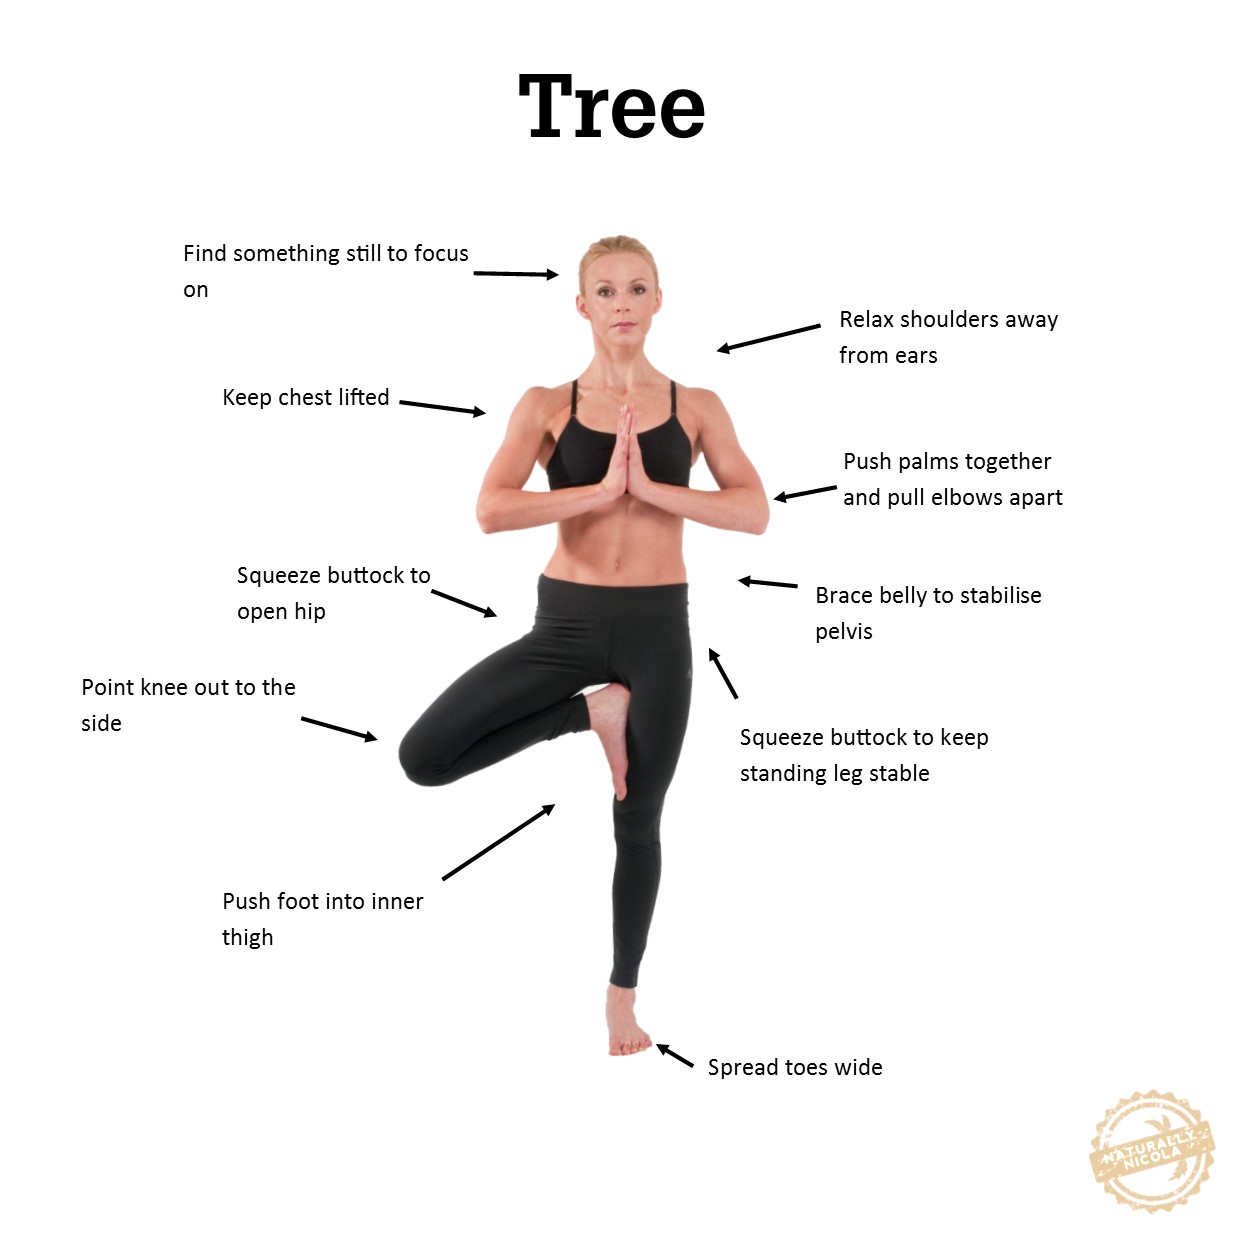 Tree
Find something still to focus
on
Relax shoulders away
from ears
Keep chest lifted
Push palms together
and pull elbows apart
Squeeze buttock to
open hip
Brace belly to stabilise
pelvis
Point knee out to the
side
Squeeze buttock to keep
standing leg stable
Push foot into inner
thigh
Spread toes wide
NATURALLY
NICOLA